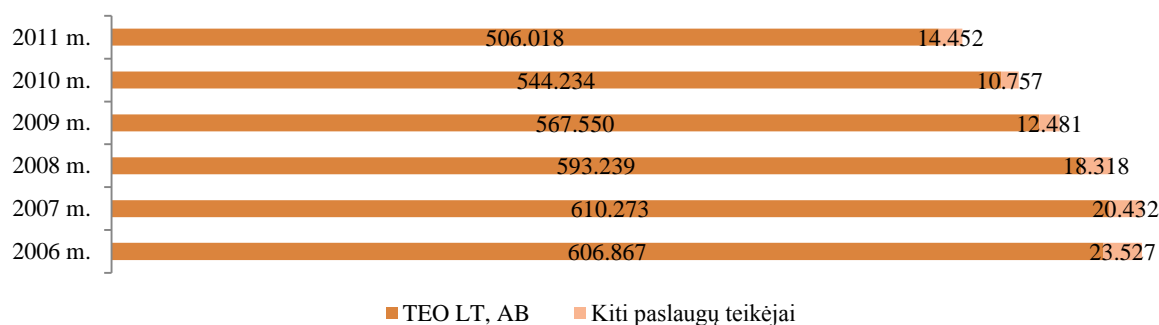 2011 m. 506.018 14.452
2010 m. 544.234 10.757
2009 m. 567.550 12.481
2008 m. 593.239 18.318
2007 m. 610.273 20.432
2006 m. 606.867 23.527
TEO LT, AB Kiti paslaugų teikėjai